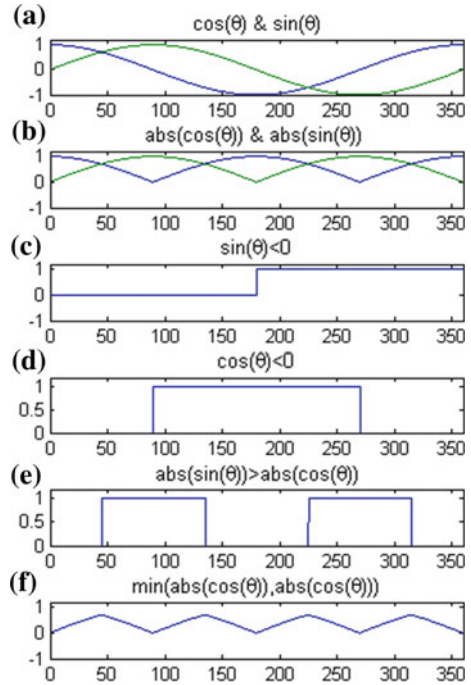 (a)
cos(θ) & sin(θ)
1
0
-1
0 50 100 150 200 250 300 350
(b)
abs(cos(θ)) & abs(sin(θ))
1
0
-1
0 50 100 150 200 250 300 350
(c)
sin(θ)<0
1
0
-1
0 50 100 150 200 250 300 350
(d)
cos(θ)<0
1
0.5
0
0 50 100 150 200 250 300 350
(e)
abs(sin(θ))>abs(cos(θ))
1
0.5
0
0 50 100 150 200 250 300 350
(f)
min(abs(cos(θ)),abs(cos(θ)))
1
0
-1
0 50 100 150 200 250 300 350